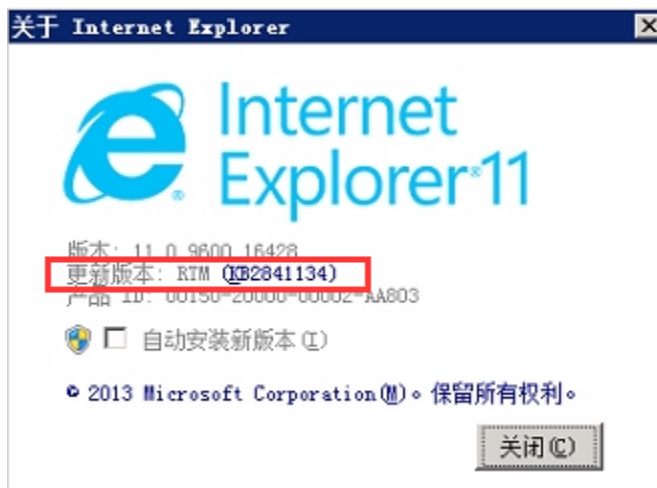 关于 Internet Explorer
Internet
Explorer®11
版本: 11.0.9600.16428
更新版本: RTM (KB2841134)
产品 ID: 00150-20000-00002-AA803
自动安装新版本(I)
© 2013 Microsoft Corporation(M)。保留所有权利。
关闭(C)